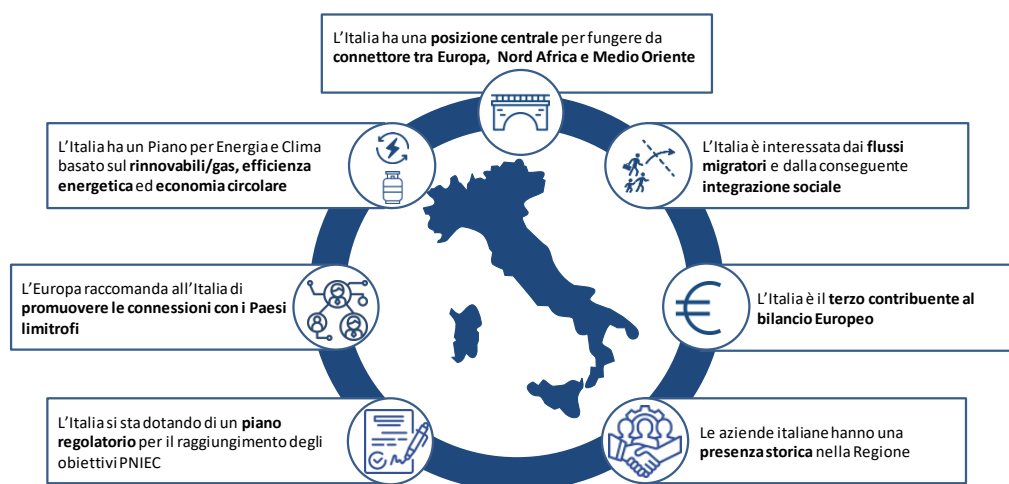 L'Italia ha una posizione centrale per fungere da
connettore tra Europa, Nord Africa e Medio Oriente
L'Italia ha un Piano per Energia e Clima
basato sul rinnovabili/gas, efficienza
energetica ed economia circolare
L'Italia è interessata dai flussi
migratori e dalla conseguente
integrazione sociale
L'Europa raccomanda all'Italia di
promuovere le connessioni con i Paesi
limitrofi
L'Italia è il terzo contribuente al
bilancio Europeo
L'Italia si sta dotando di un piano
regolatorio per il raggiungimento degli
obiettivi PNIEC
Le aziende italiane hanno una
presenza storica nella Regione